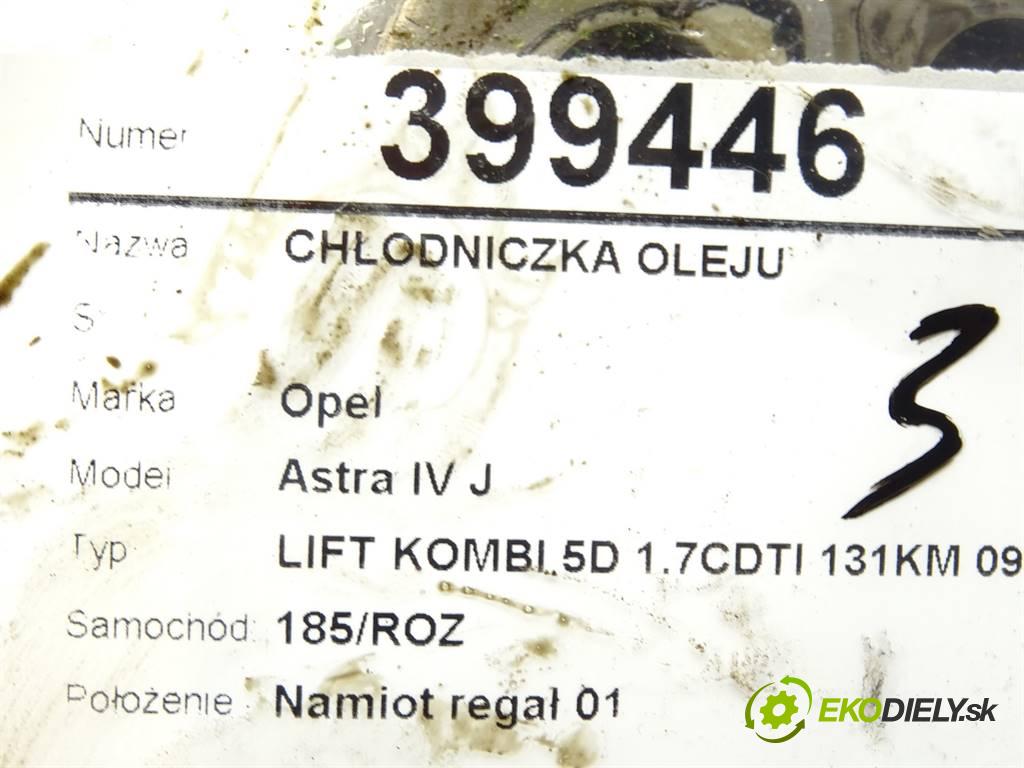 Numer 399446
Nazwa CHŁODNICZKA OLEJU
Marka Opel
Model Astra IV J
Typ LIFT KOMBI 5D 1.7CDTI 131KM 09
Samochód: 185/ROZ
Położenie Namiot regał 01
3
EKODIELY.sk